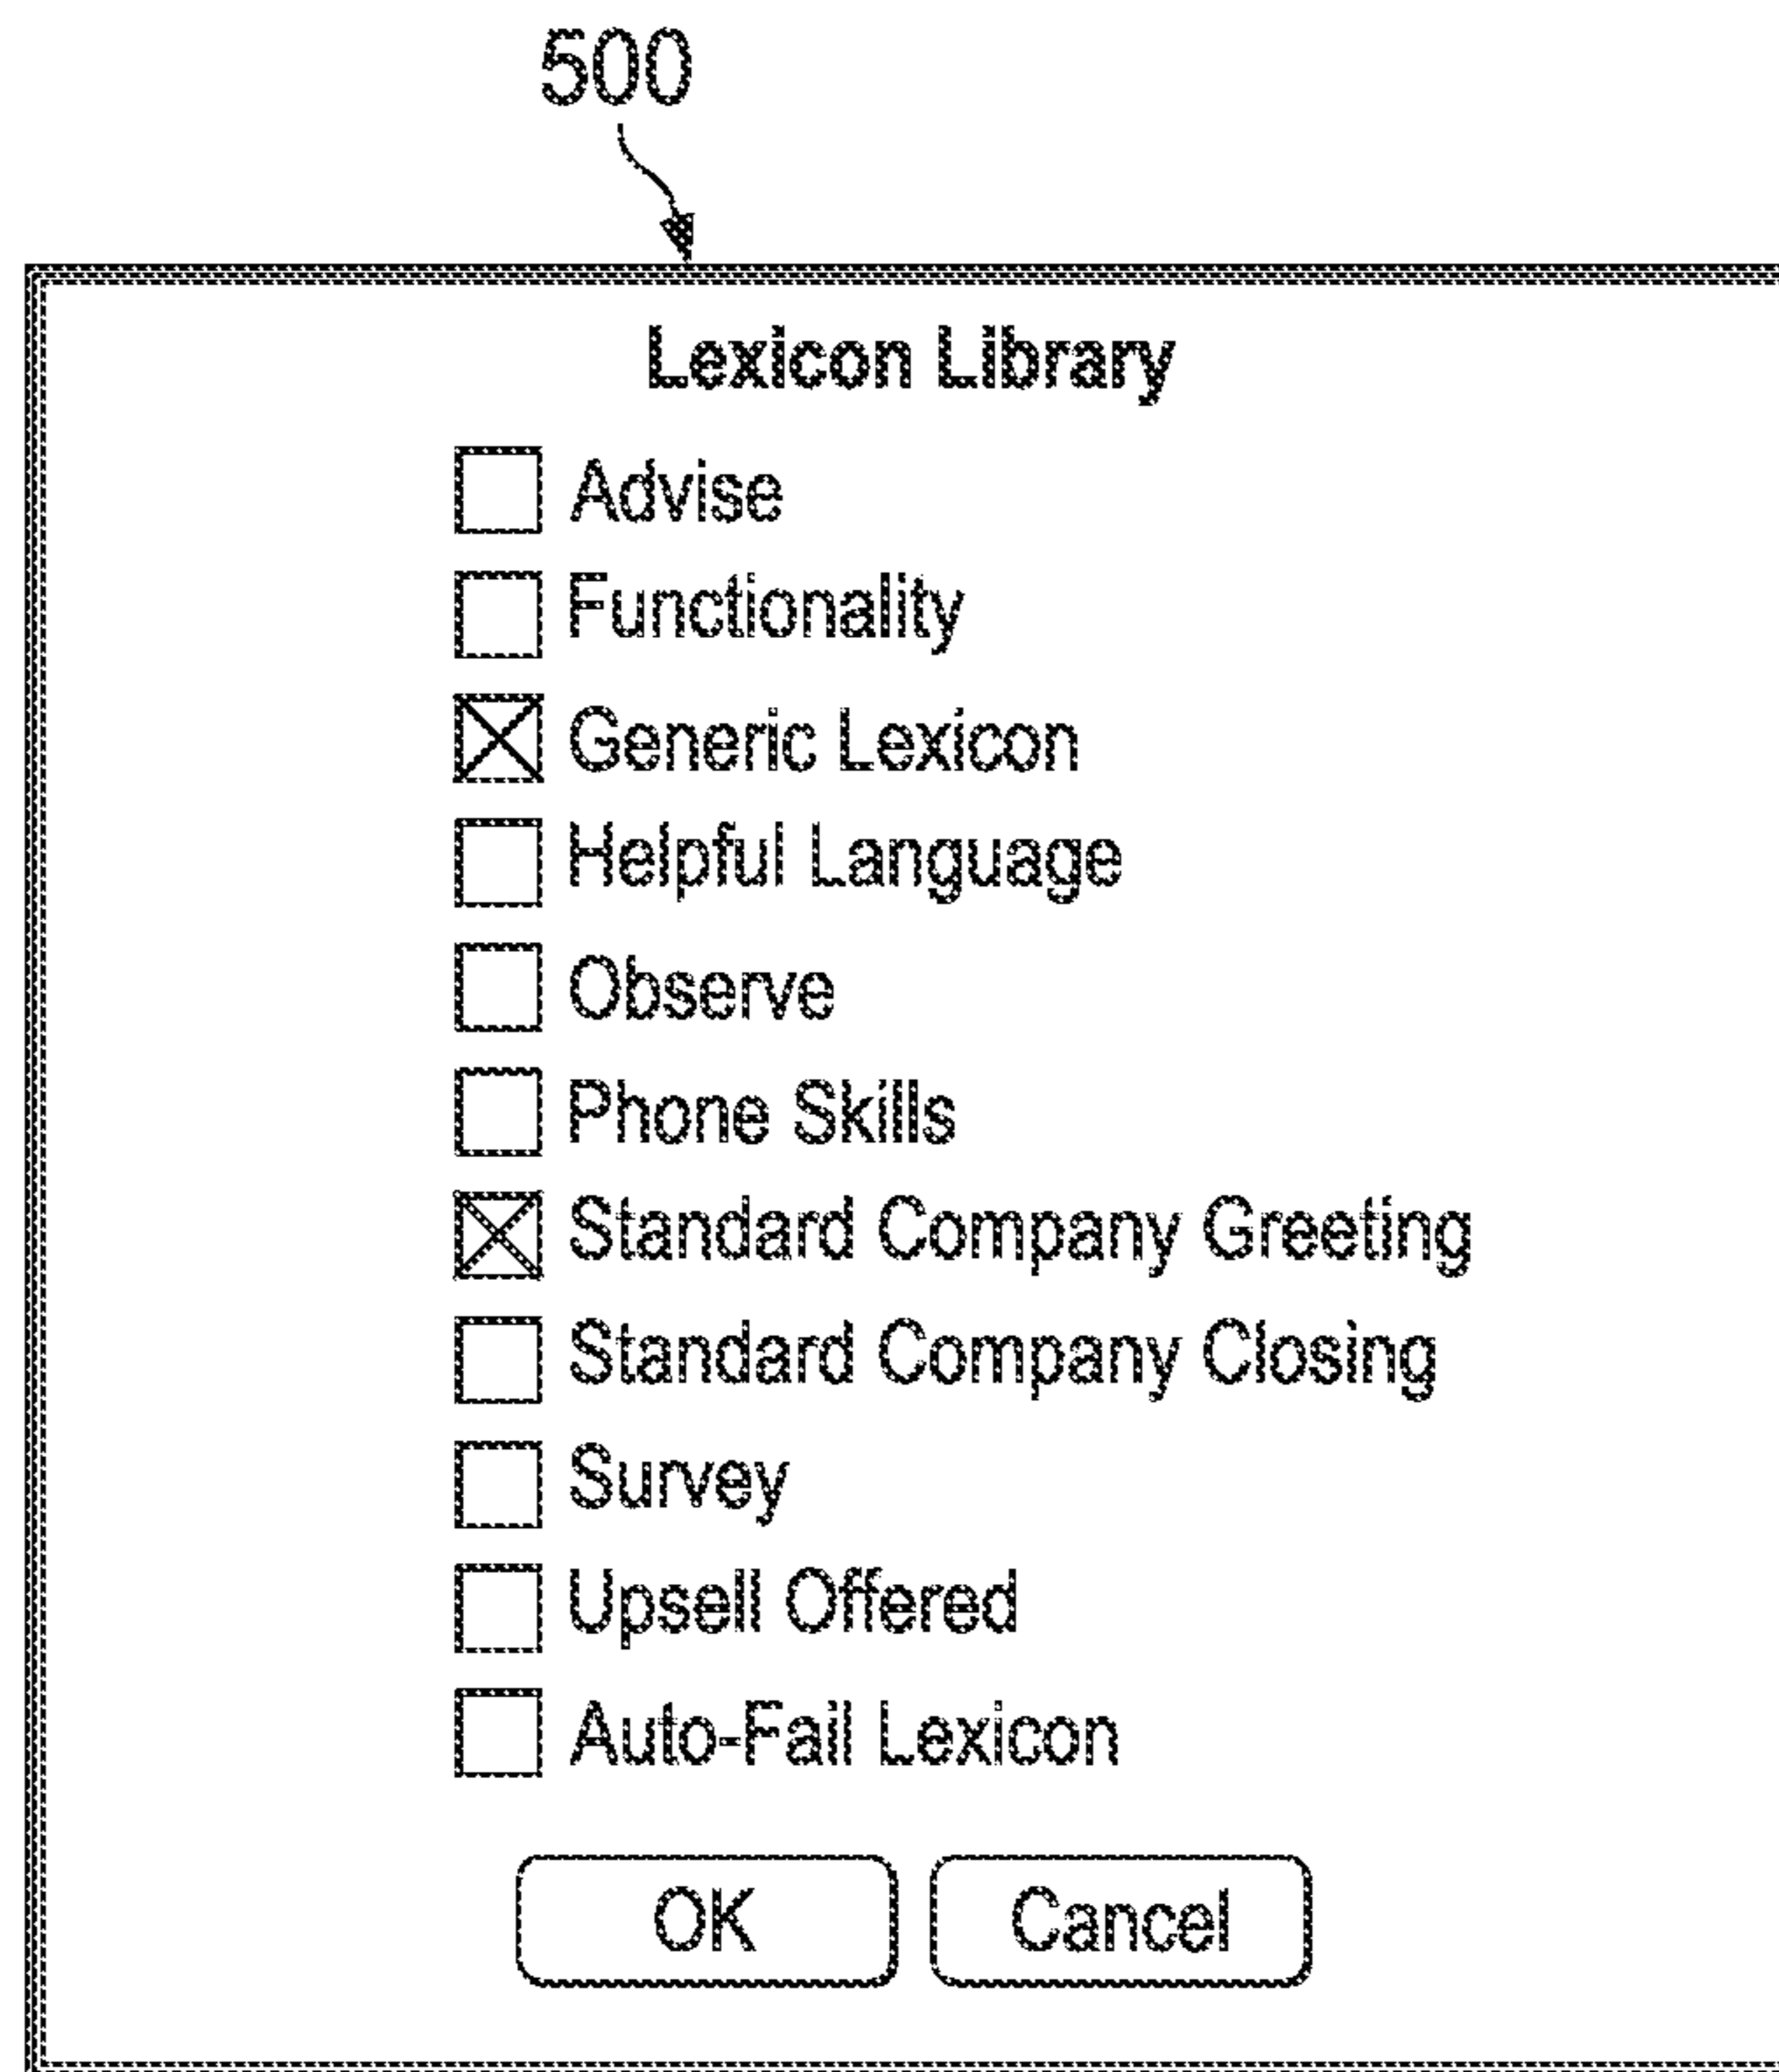 500
Lexicon Library
Advise
Functionality
Generic Lexicon
Helpful Language
Observe
Phone Skills
Standard Company Greeting
Standard Company Closing
Survey
Upsell Offered
Auto-Fail Lexicon
OK Cancel